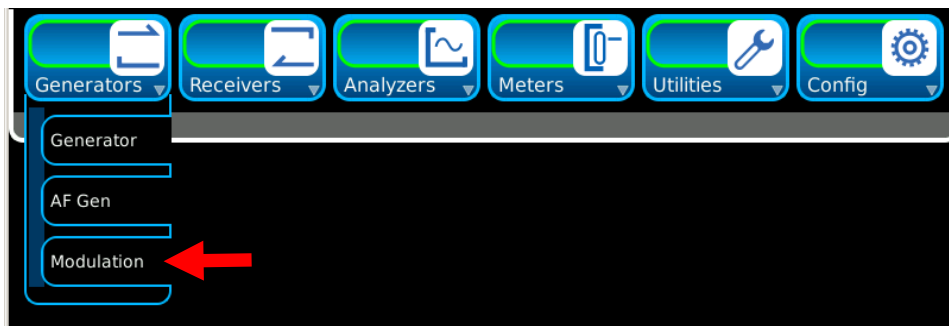 Generators Receivers Analyzers Meters Utilities Config
Generator
AF Gen
Modulation